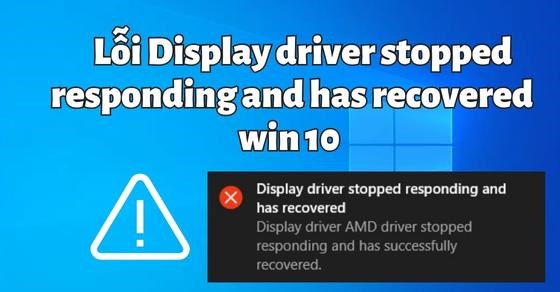 Lỗi Display driver stopped
responding and has recovered
win 10
Display driver stopped responding and
has recovered
Display driver AMD driver stopped
responding and has successfully
recovered.